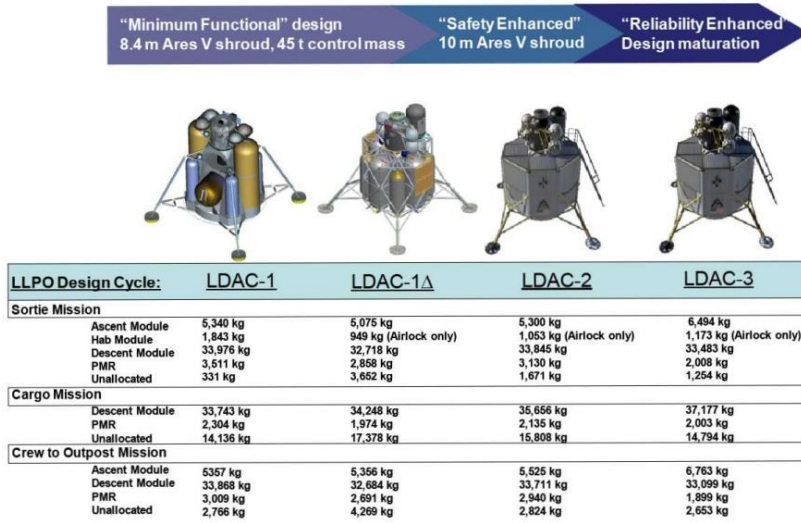 “Minimum Functional” design
8.4 m Ares V shroud, 45 t control mass
“Safety Enhanced”
10 m Ares V shroud
“Reliability Enhanced”
Design maturation
LLPO Design Cycle: LDAC-1 LDAC-1Δ LDAC-2 LDAC-3
Sortie Mission
Ascent Module 5,340 kg 5,075 kg 5,300 kg 6,494 kg
Hab Module 1,843 kg 949 kg (Airlock only) 1,053 kg (Airlock only) 1,173 kg (Airlock only)
Descent Module 33,976 kg 32,718 kg 33,845 kg 33,483 kg
PMR 3,511 kg 2,858 kg 3,130 kg 2,008 kg
Unallocated 331 kg 3,652 kg 1,671 kg 1,254 kg
Cargo Mission
Descent Module 33,743 kg 34,248 kg 35,656 kg 37,177 kg
PMR 2,304 kg 1,974 kg 2,135 kg 2,003 kg
Unallocated 14,136 kg 17,378 kg 15,808 kg 14,794 kg
Crew to Outpost Mission
Ascent Module 5357 kg 5,356 kg 5,525 kg 6,763 kg
Descent Module 33,868 kg 32,684 kg 33,711 kg 33,099 kg
PMR 3,009 kg 2,691 kg 2,940 kg 1,899 kg
Unallocated 2,766 kg 4,269 kg 2,824 kg 2,653 kg